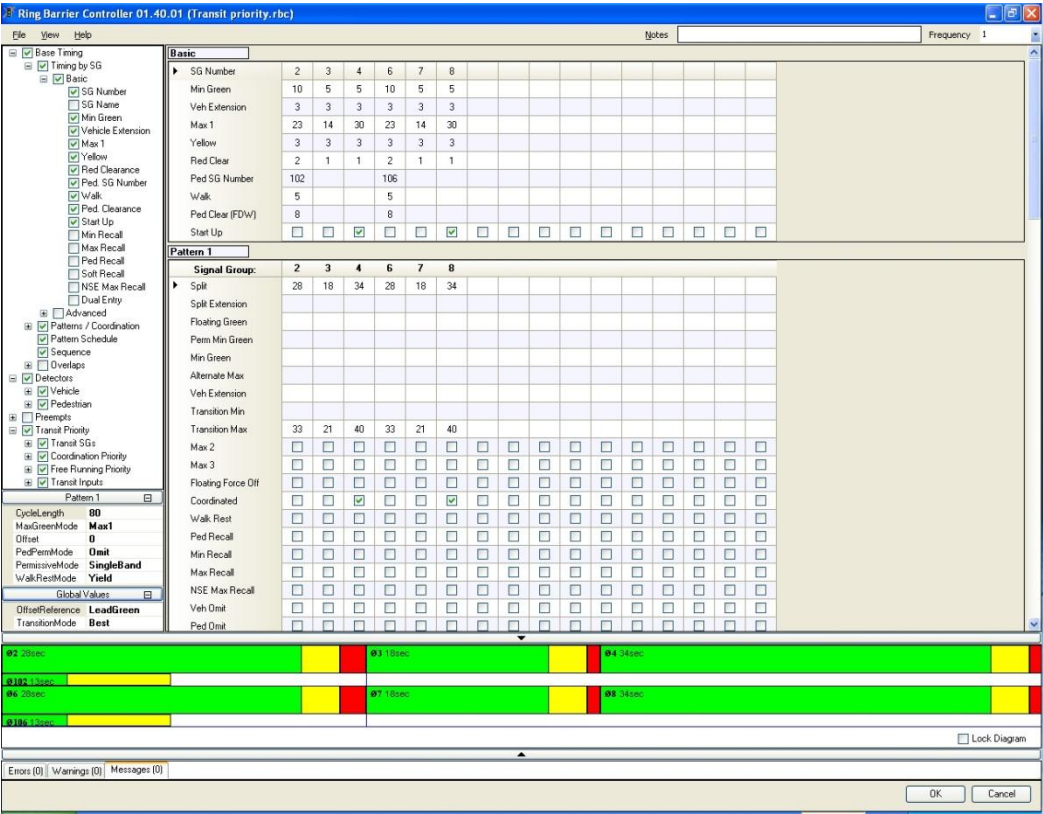 Ring Barrier Controller 01.40.01 (Transit priority.rbc)
File View Help Notes Frequency 1
Base Timing
Timing by SG
Basic
SG Number
SG Name
Min Green
Vehicle Extension
Max 1
Yellow
Red Clearance
Ped. SG Number
Walk
Ped. Clearance
Start Up
Min Recall
Max Recall
Ped Recall
Soft Recall
NSE Max Recall
Dual Entry
Advanced
Patterns / Coordination
Pattern Schedule
Sequence
Overlaps
Detectors
Vehicle
Pedestrian
Preempts
Transit Priority
Transit SGs
Coordination Priority
Free Running Priority
Transit Inputs
Pattern 1
CycleLength 80
MaxGreenMode Max1
Offset 0
PedPermMode Omit
PermissiveMode SingleBand
WalkRestMode Yield
Global Values
OffsetReference LeadGreen
TransitionMode Best
Basic
SG Number 2 3 4 6 7 8
Min Green 10 5 5 10 5 5
Veh Extension 3 3 3 3 3 3
Max 1 23 14 30 23 14 30
Yellow 3 3 3 3 3 3
Red Clear 2 1 1 2 1 1
Ped SG Number 102 106
Walk 5 5
Ped Clear (FDW) 8 8
Start Up
Pattern 1
Signal Group: 2 3 4 6 7 8
Split 28 18 34 28 18 34
Split Extension
Floating Green
Perm Min Green
Min Green
Alternate Max
Veh Extension
Transition Min
Transition Max 33 21 40 33 21 40
Max 2
Max 3
Floating Force Off
Coordinated
Walk Rest
Ped Recall
Min Recall
Max Recall
NSE Max Recall
Veh Omit
Ped Omit
Ø2 28sec Ø3 18sec Ø4 34sec
Ø102 13sec
Ø6 28sec Ø7 18sec Ø8 34sec
Ø106 13sec
Lock Diagram
Errors (0) Warnings (0) Messages (0)
OK Cancel